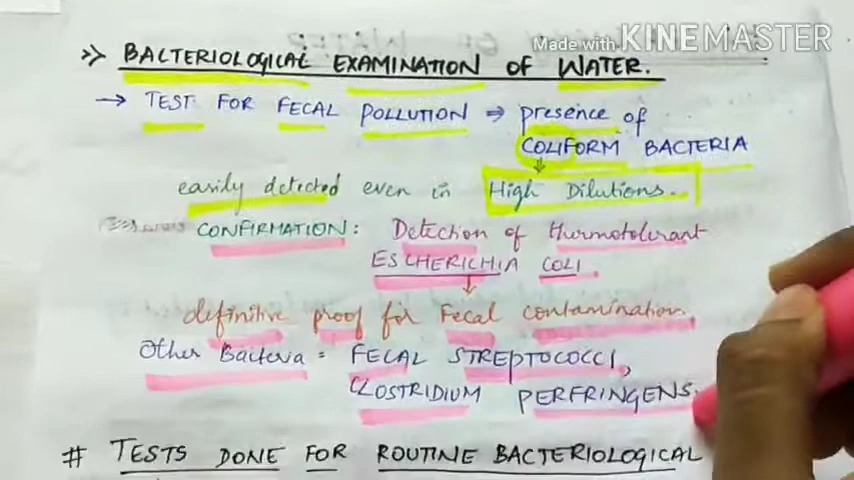 Made with KINEMASTER
>> BACTERIOLOGICAL EXAMINATION OF WATER.
→ TEST FOR FECAL POLLUTION ⇒ presence of
COLIFORM BACTERIA
↓
easily detected even in High Dilutions.
CONFIRMATION: Detection of thermotolerant
ESCHERICHIA COLI
↓
definitive proof for Fecal contamination.
Other Bacteria = FECAL STREPTOCOCCI,
CLOSTRIDIUM PERFRINGENS.
# TESTS DONE FOR ROUTINE BACTERIOLOGICAL